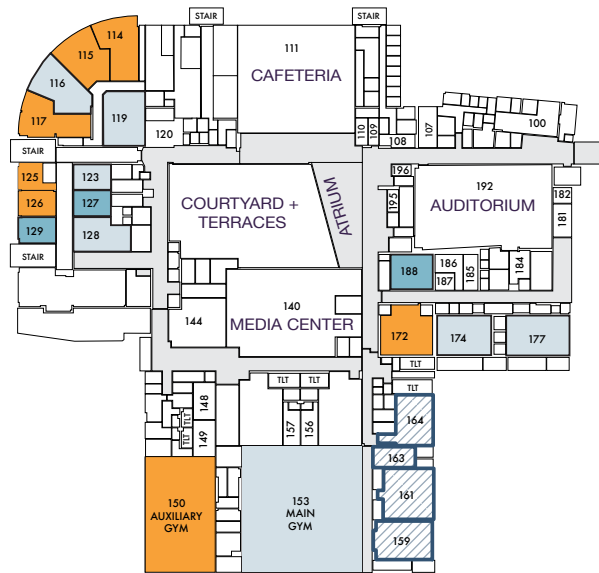 STAIR
STAIR
114
115
111
CAFETERIA
116
117
119
120
110
109
108
107
100
STAIR
125
123
126
127
129
128
STAIR
COURTYARD +
TERRACES
ATRIUM
196
195
192
AUDITORIUM
182
181
188
186
187
185
184
140
MEDIA CENTER
144
172
174
177
TLT
TLT
TLT
TLT
148
TLT
149
TLT
157
156
164
163
161
159
150
AUXILIARY
GYM
153
MAIN
GYM